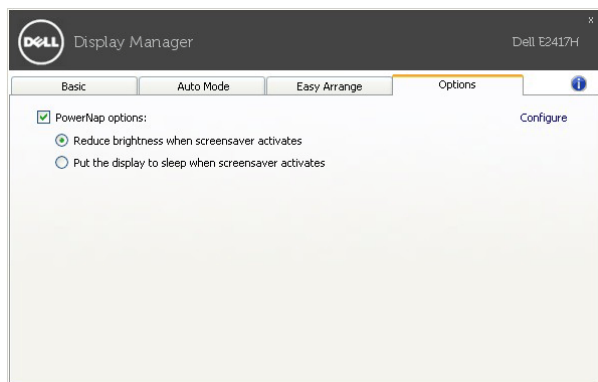 x
DELL Display Manager Dell E2417H
Basic Auto Mode Easy Arrange Options i
PowerNap options: Configure
Reduce brightness when screensaver activates
Put the display to sleep when screensaver activates